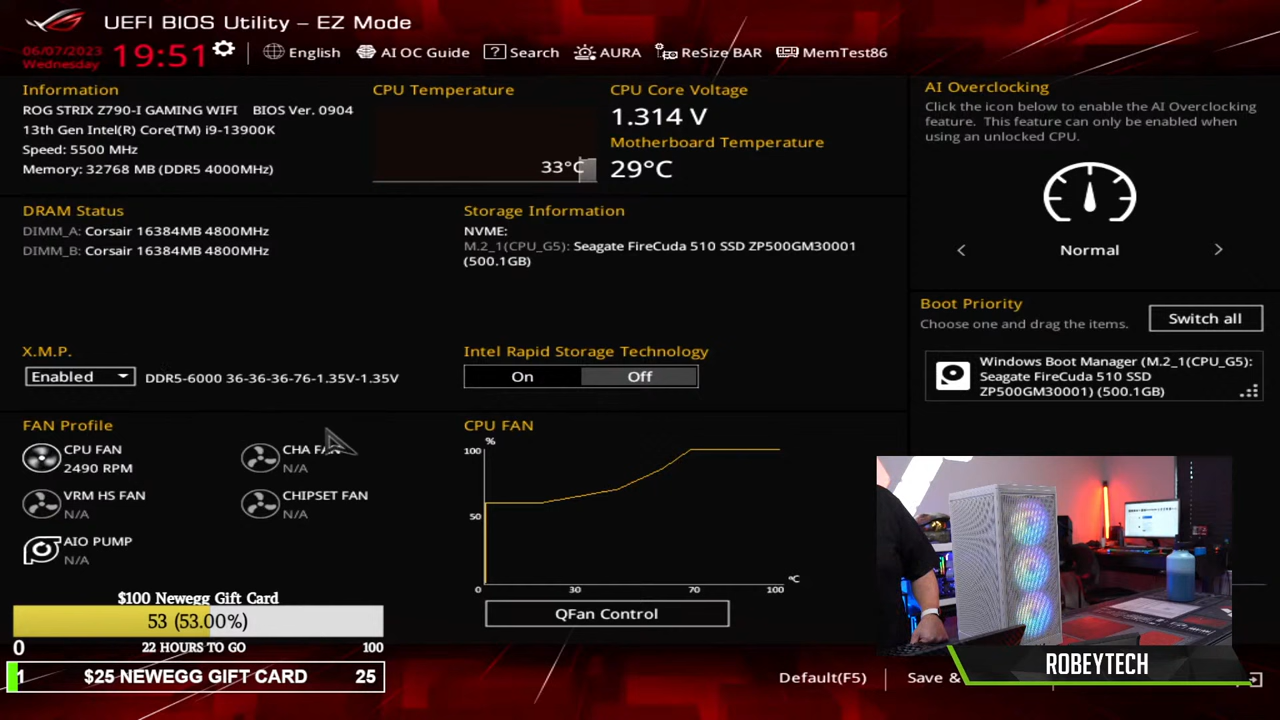 UEFI BIOS Utility – EZ Mode
06/07/2023
Wednesday
19:51
English
AI OC Guide
? Search
AURA
ReSize BAR
MemTest86
Information
ROG STRIX Z790-I GAMING WIFI BIOS Ver. 0904
13th Gen Intel(R) Core(TM) i9-13900K
Speed: 5500 MHz
Memory: 32768 MB (DDR5 4000MHz)
CPU Temperature
33°C
CPU Core Voltage
1.314 V
Motherboard Temperature
29°C
AI Overclocking
Click the icon below to enable the AI Overclocking
feature. This feature can only be enabled when
using an unlocked CPU.
Normal
DRAM Status
DIMM_A: Corsair 16384MB 4800MHz
DIMM_B: Corsair 16384MB 4800MHz
Storage Information
NVME:
M.2_1(CPU_G5): Seagate FireCuda 510 SSD ZP500GM30001
(500.1GB)
Boot Priority
Choose one and drag the items.
Switch all
Windows Boot Manager (M.2_1(CPU_G5):
Seagate FireCuda 510 SSD
ZP500GM30001) (500.1GB)
X.M.P.
Enabled
DDR5-6000 36-36-36-76-1.35V-1.35V
Intel Rapid Storage Technology
On
Off
FAN Profile
CPU FAN
2490 RPM
CHA FAN
N/A
VRM HS FAN
N/A
CHIPSET FAN
N/A
AIO PUMP
N/A
CPU FAN
%
100
50
0
30
70
100
°C
QFan Control
$100 Newegg Gift Card
53 (53.00%)
0
22 HOURS TO GO
100
1
$25 NEWEGG GIFT CARD
25
Default(F5)
Save &
ROBEYTECH